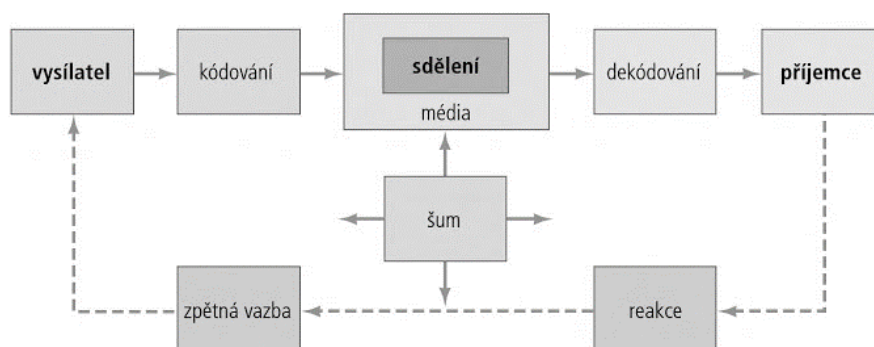 vysílatel
kódování
sdělení
média
dekódování
příjemce
šum
zpětná vazba
reakce